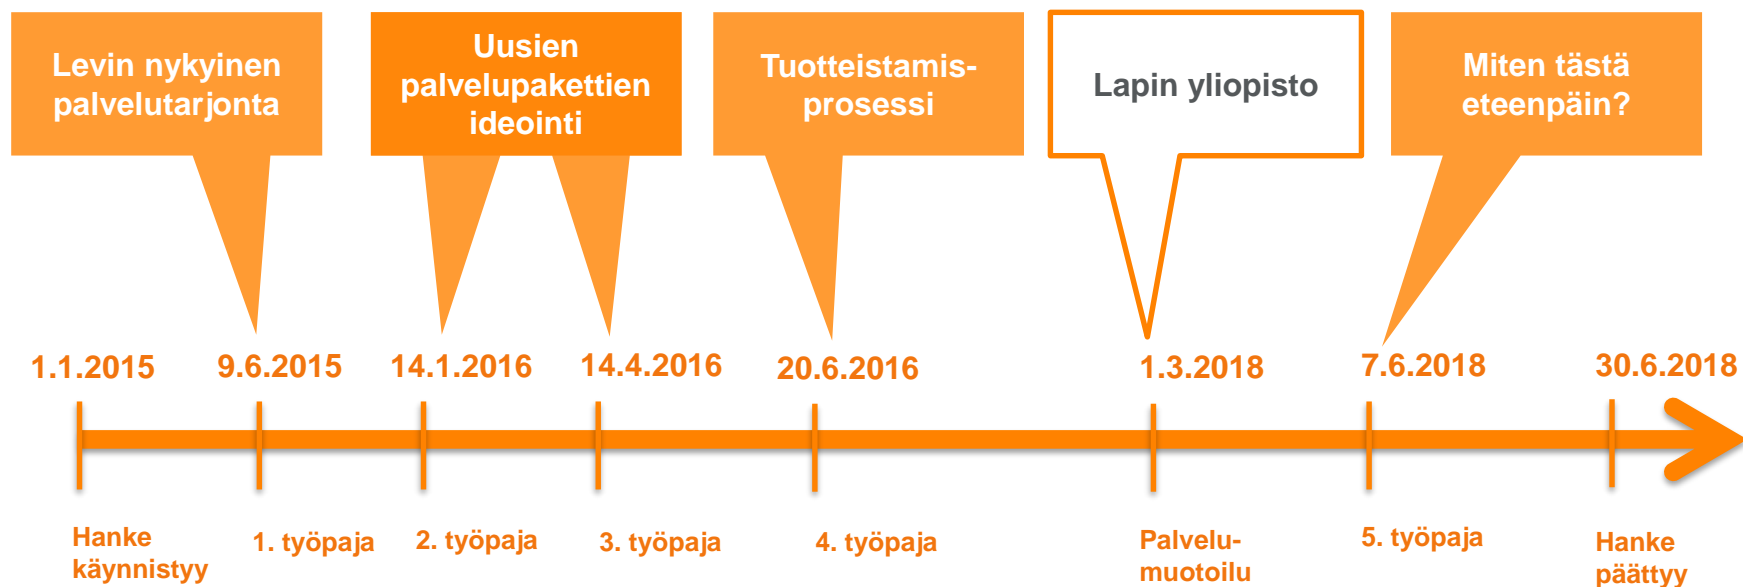 Levin nykyinen
palvelutarjonta
Uusien
palvelupakettien
ideointi
Tuotteistamis-
prosessi
Lapin yliopisto
Miten tästä
eteenpäin?
1.1.2015
9.6.2015
14.1.2016
14.4.2016
20.6.2016
1.3.2018
7.6.2018
30.6.2018
Hanke
käynnistyy
1. työpaja
2. työpaja
3. työpaja
4. työpaja
Palvelu-
muotoilu
5. työpaja
Hanke
päättyy